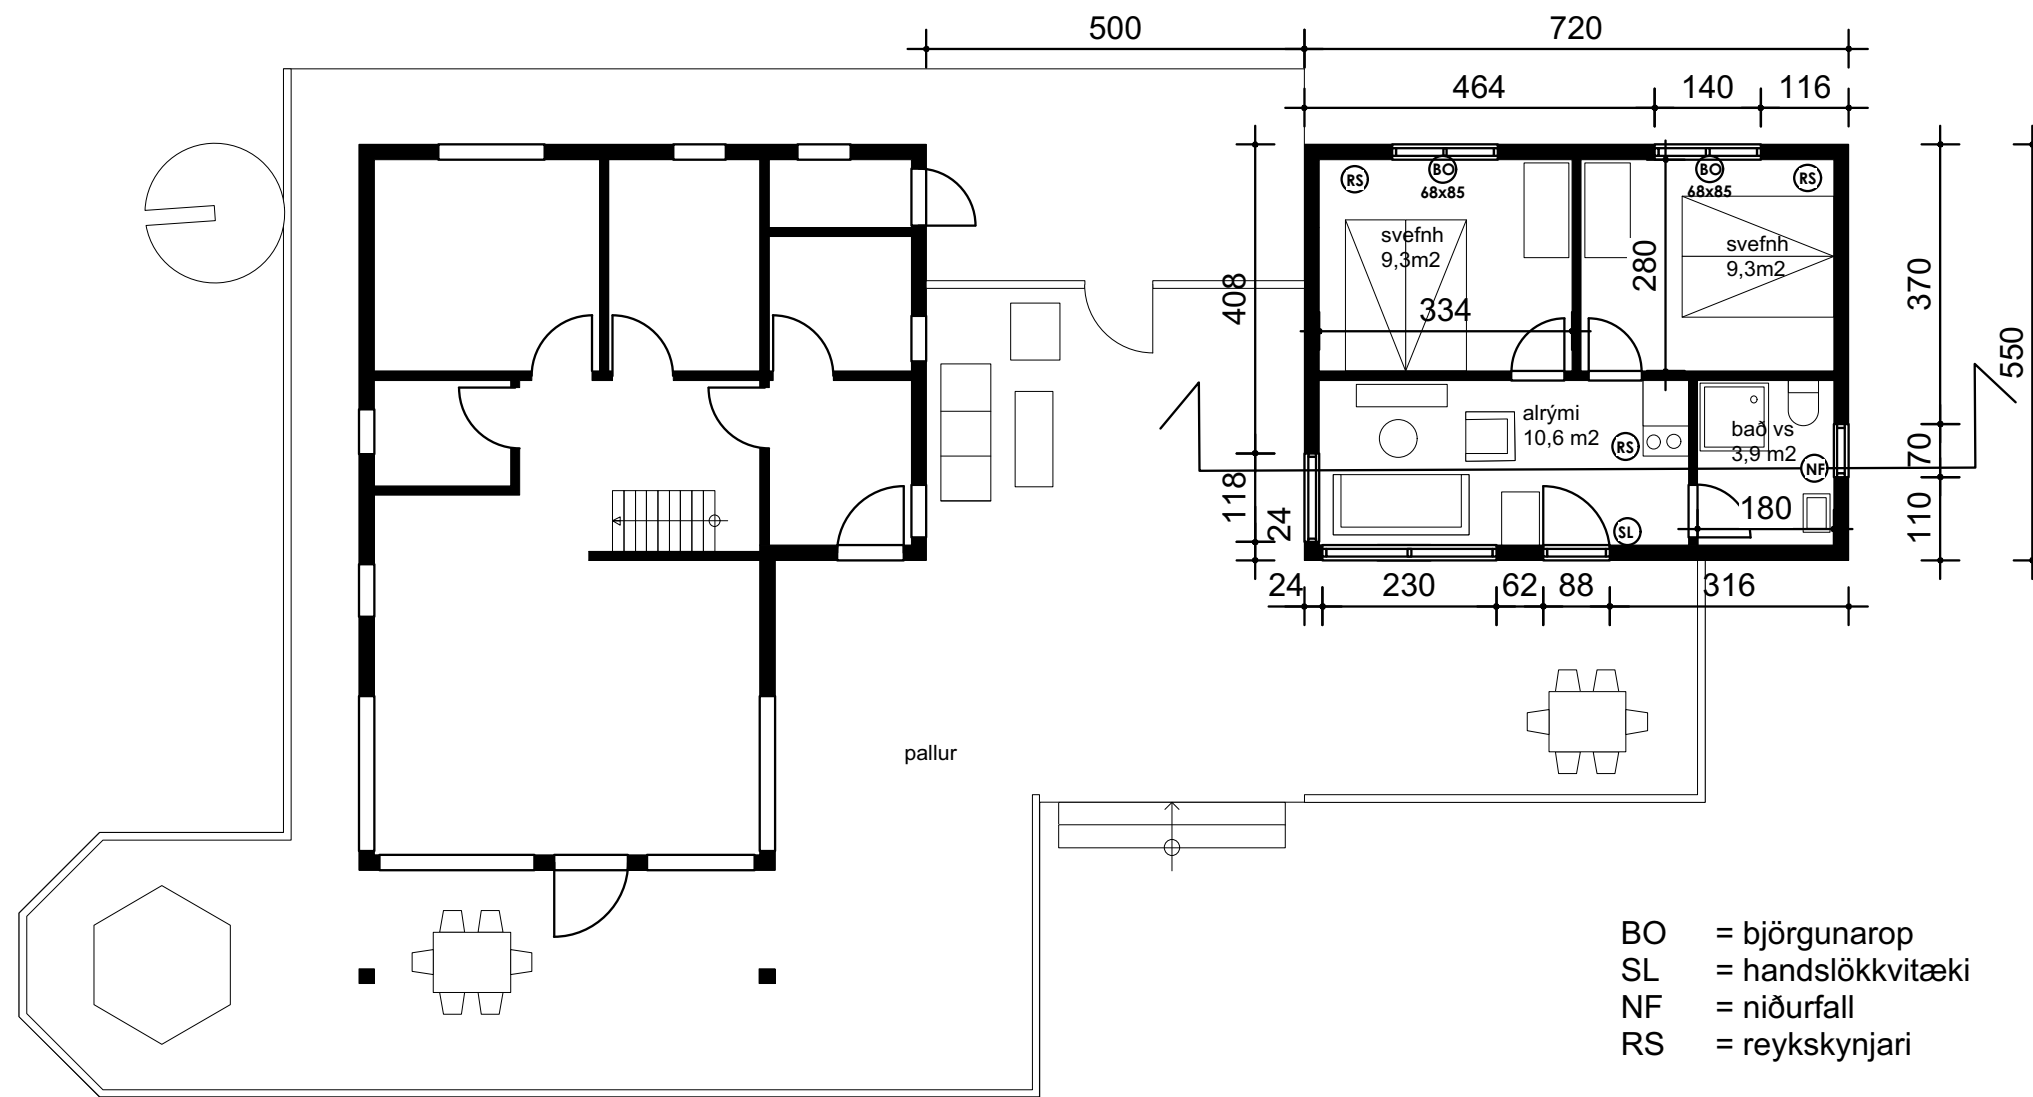 500
720
464
140
116
RS
BO
68x85
BO
68x85
RS
svefnh
9,3m2
svefnh
9,3m2
408
280
370
334
550
alrými
10,6 m2
RS
bað vs
3,9 m2
NF
70
118
24
SL
180
110
24
230
62
88
316
pallur
BO = björgunarop
SL = handslökkvitæki
NF = niðurfall
RS = reykskynjari